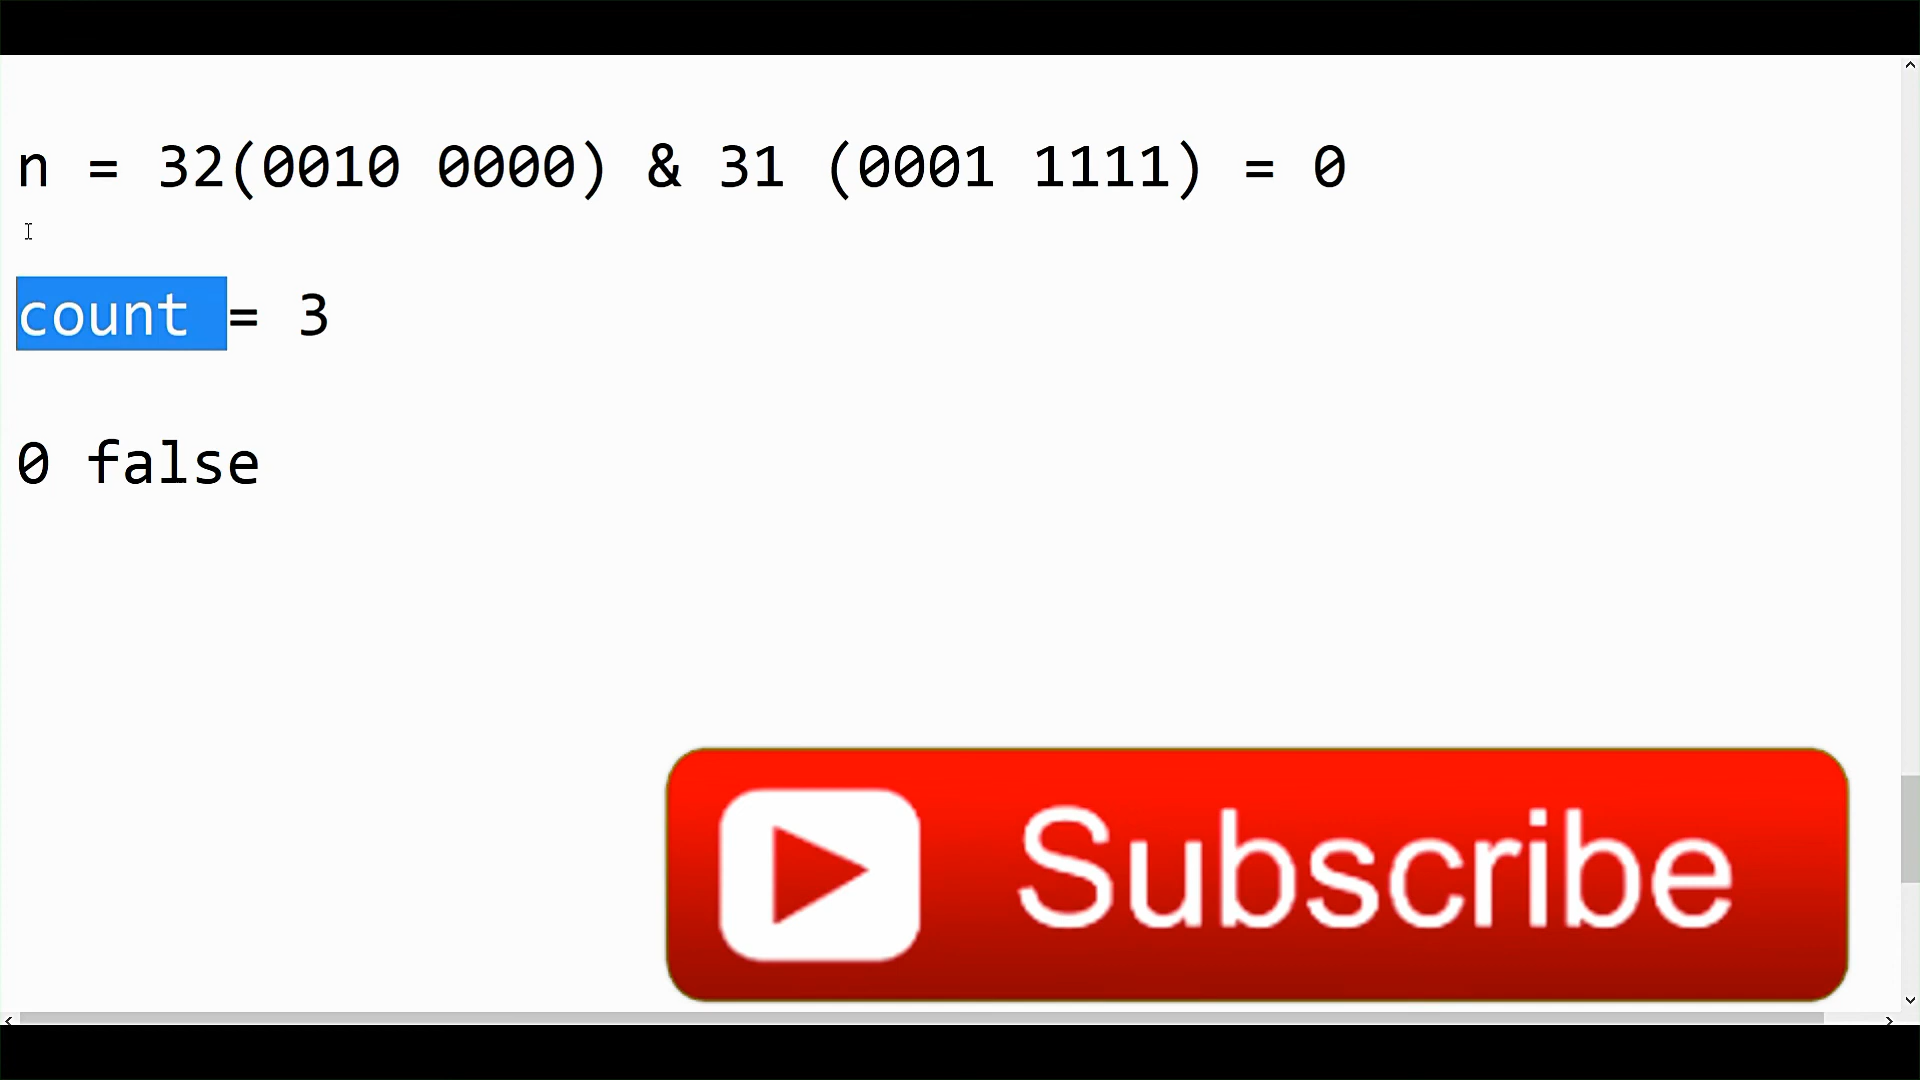 n = 32(0010 0000) & 31 (0001 1111) = 0
count = 3
0 false
Subscribe